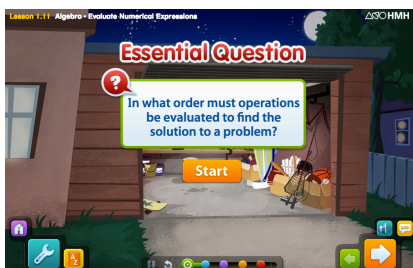 Lesson 1.11 Algebra - Evaluate Numerical Expressions
HMH
Essential Question
?
In what order must operations
be evaluated to find the
solution to a problem?
Start
A
Z